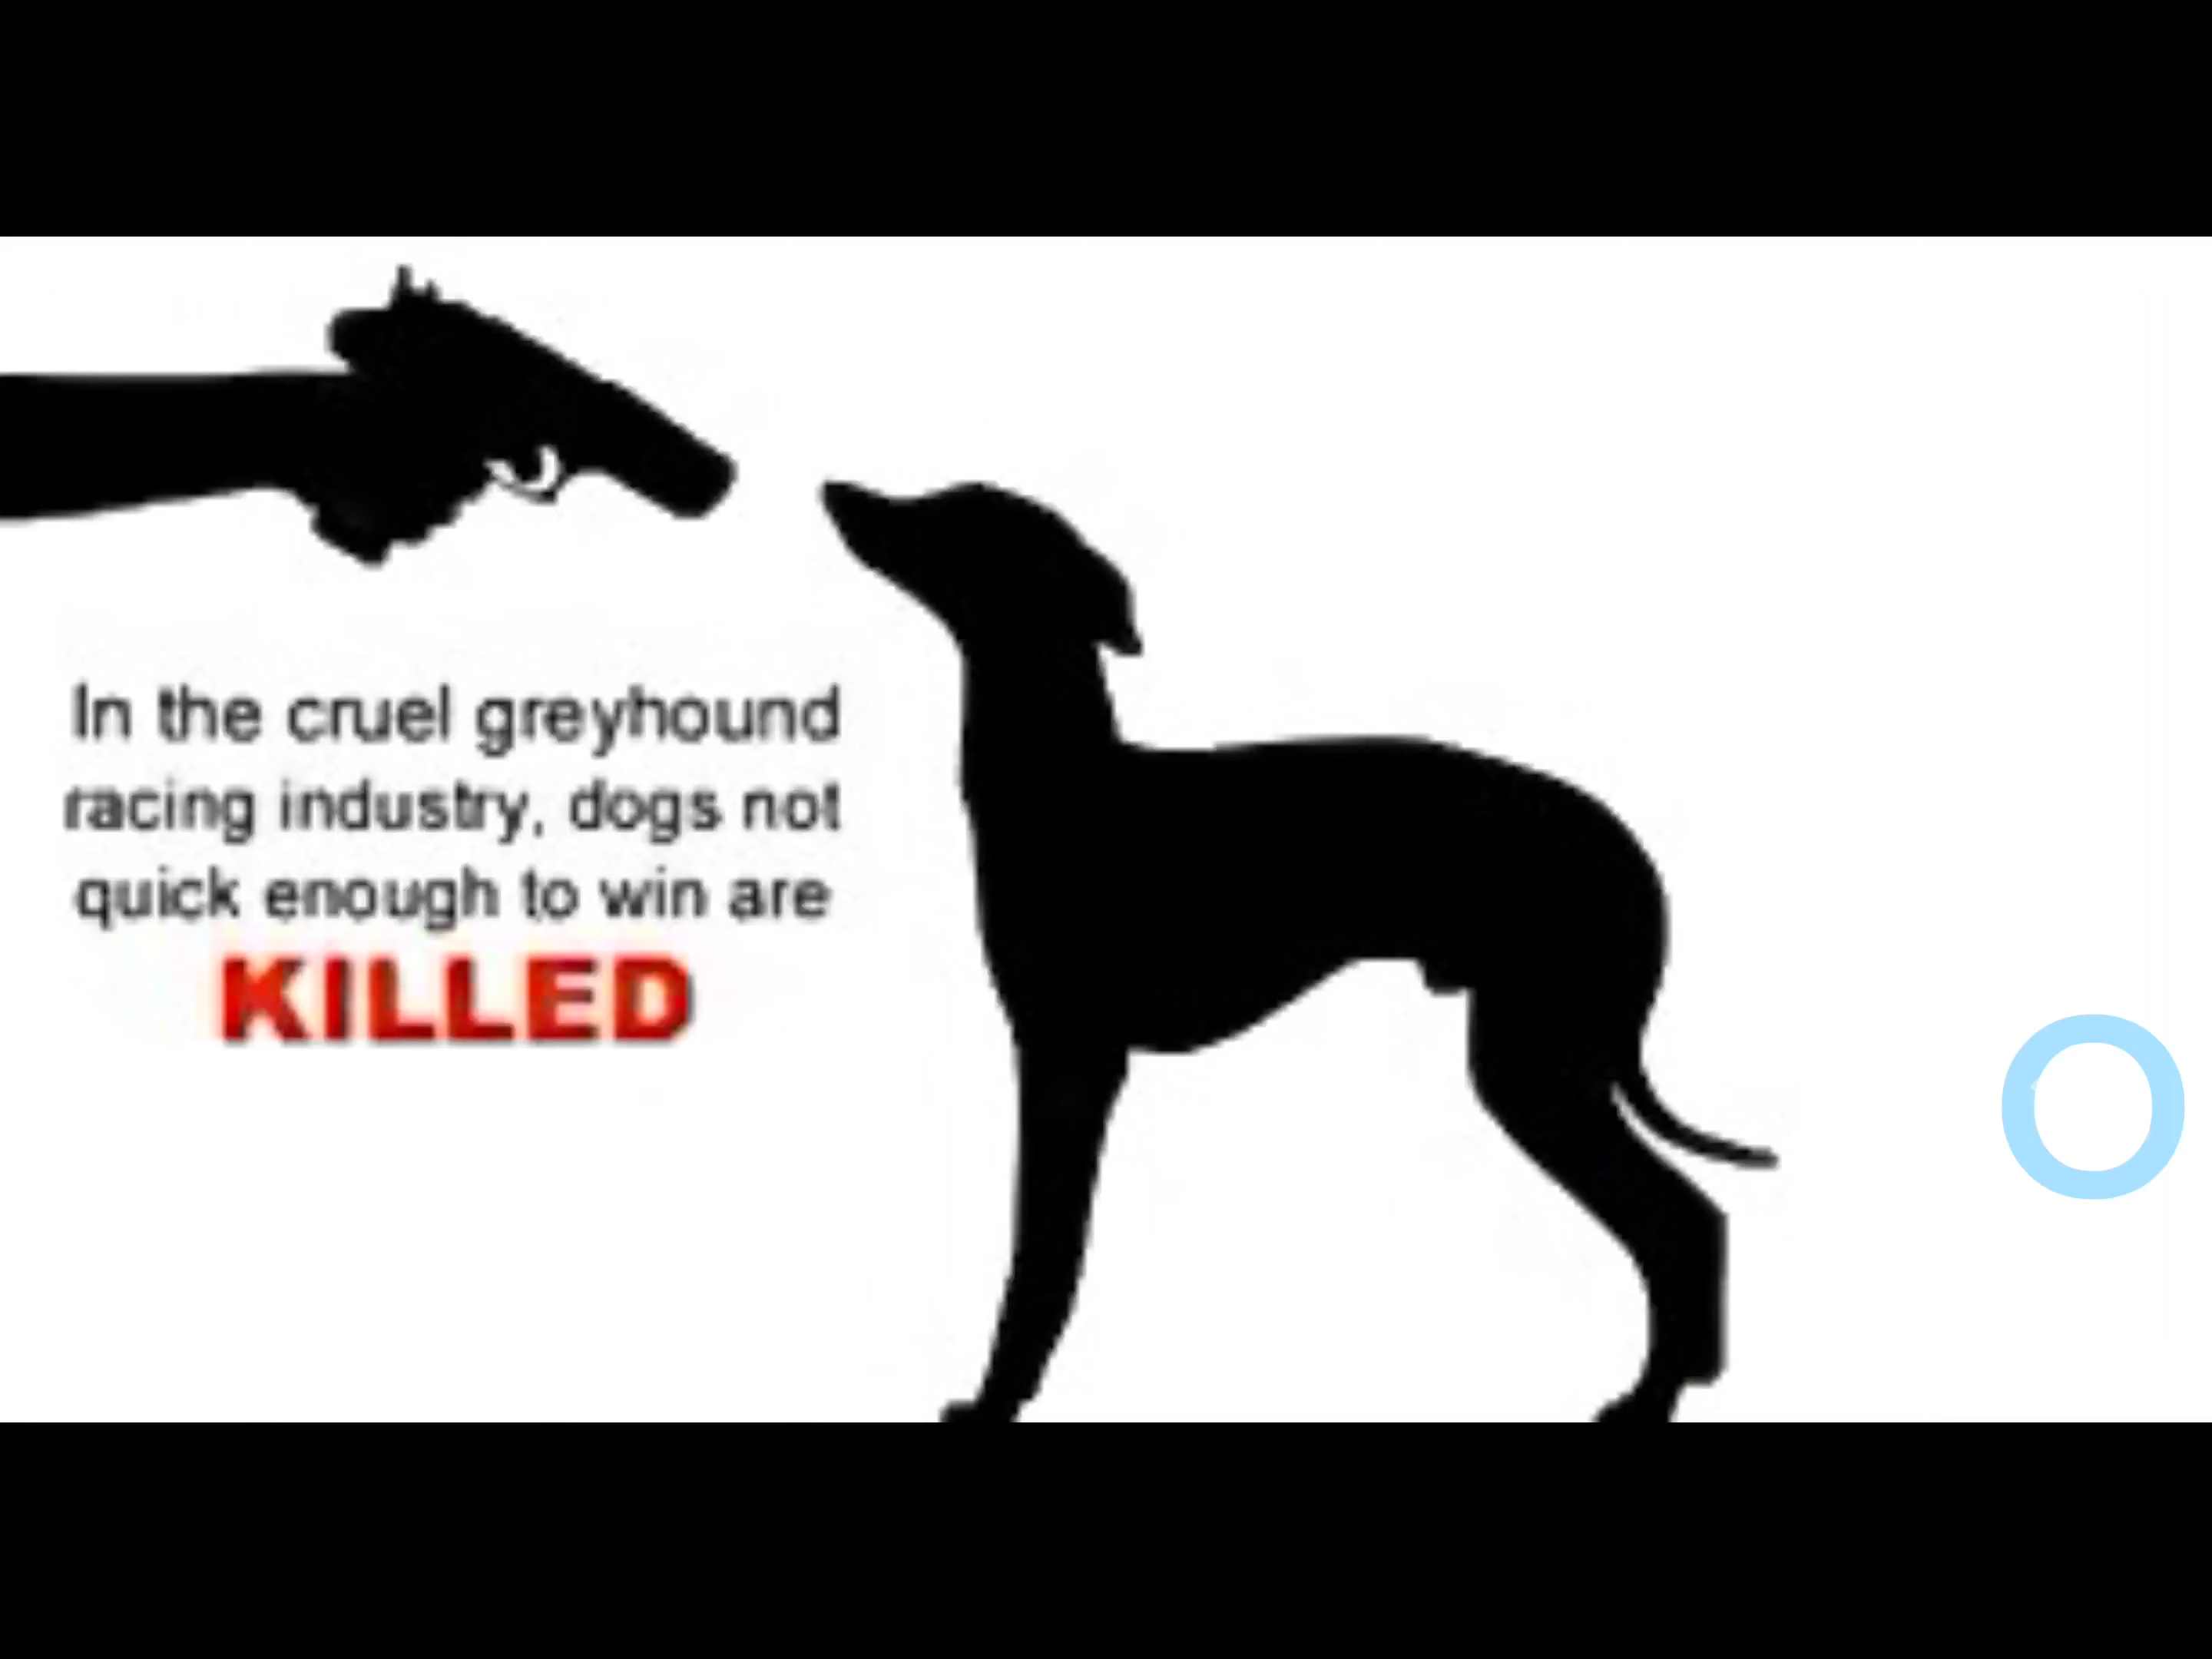 In the cruel greyhound
racing industry, dogs not
quick enough to win are
KILLED